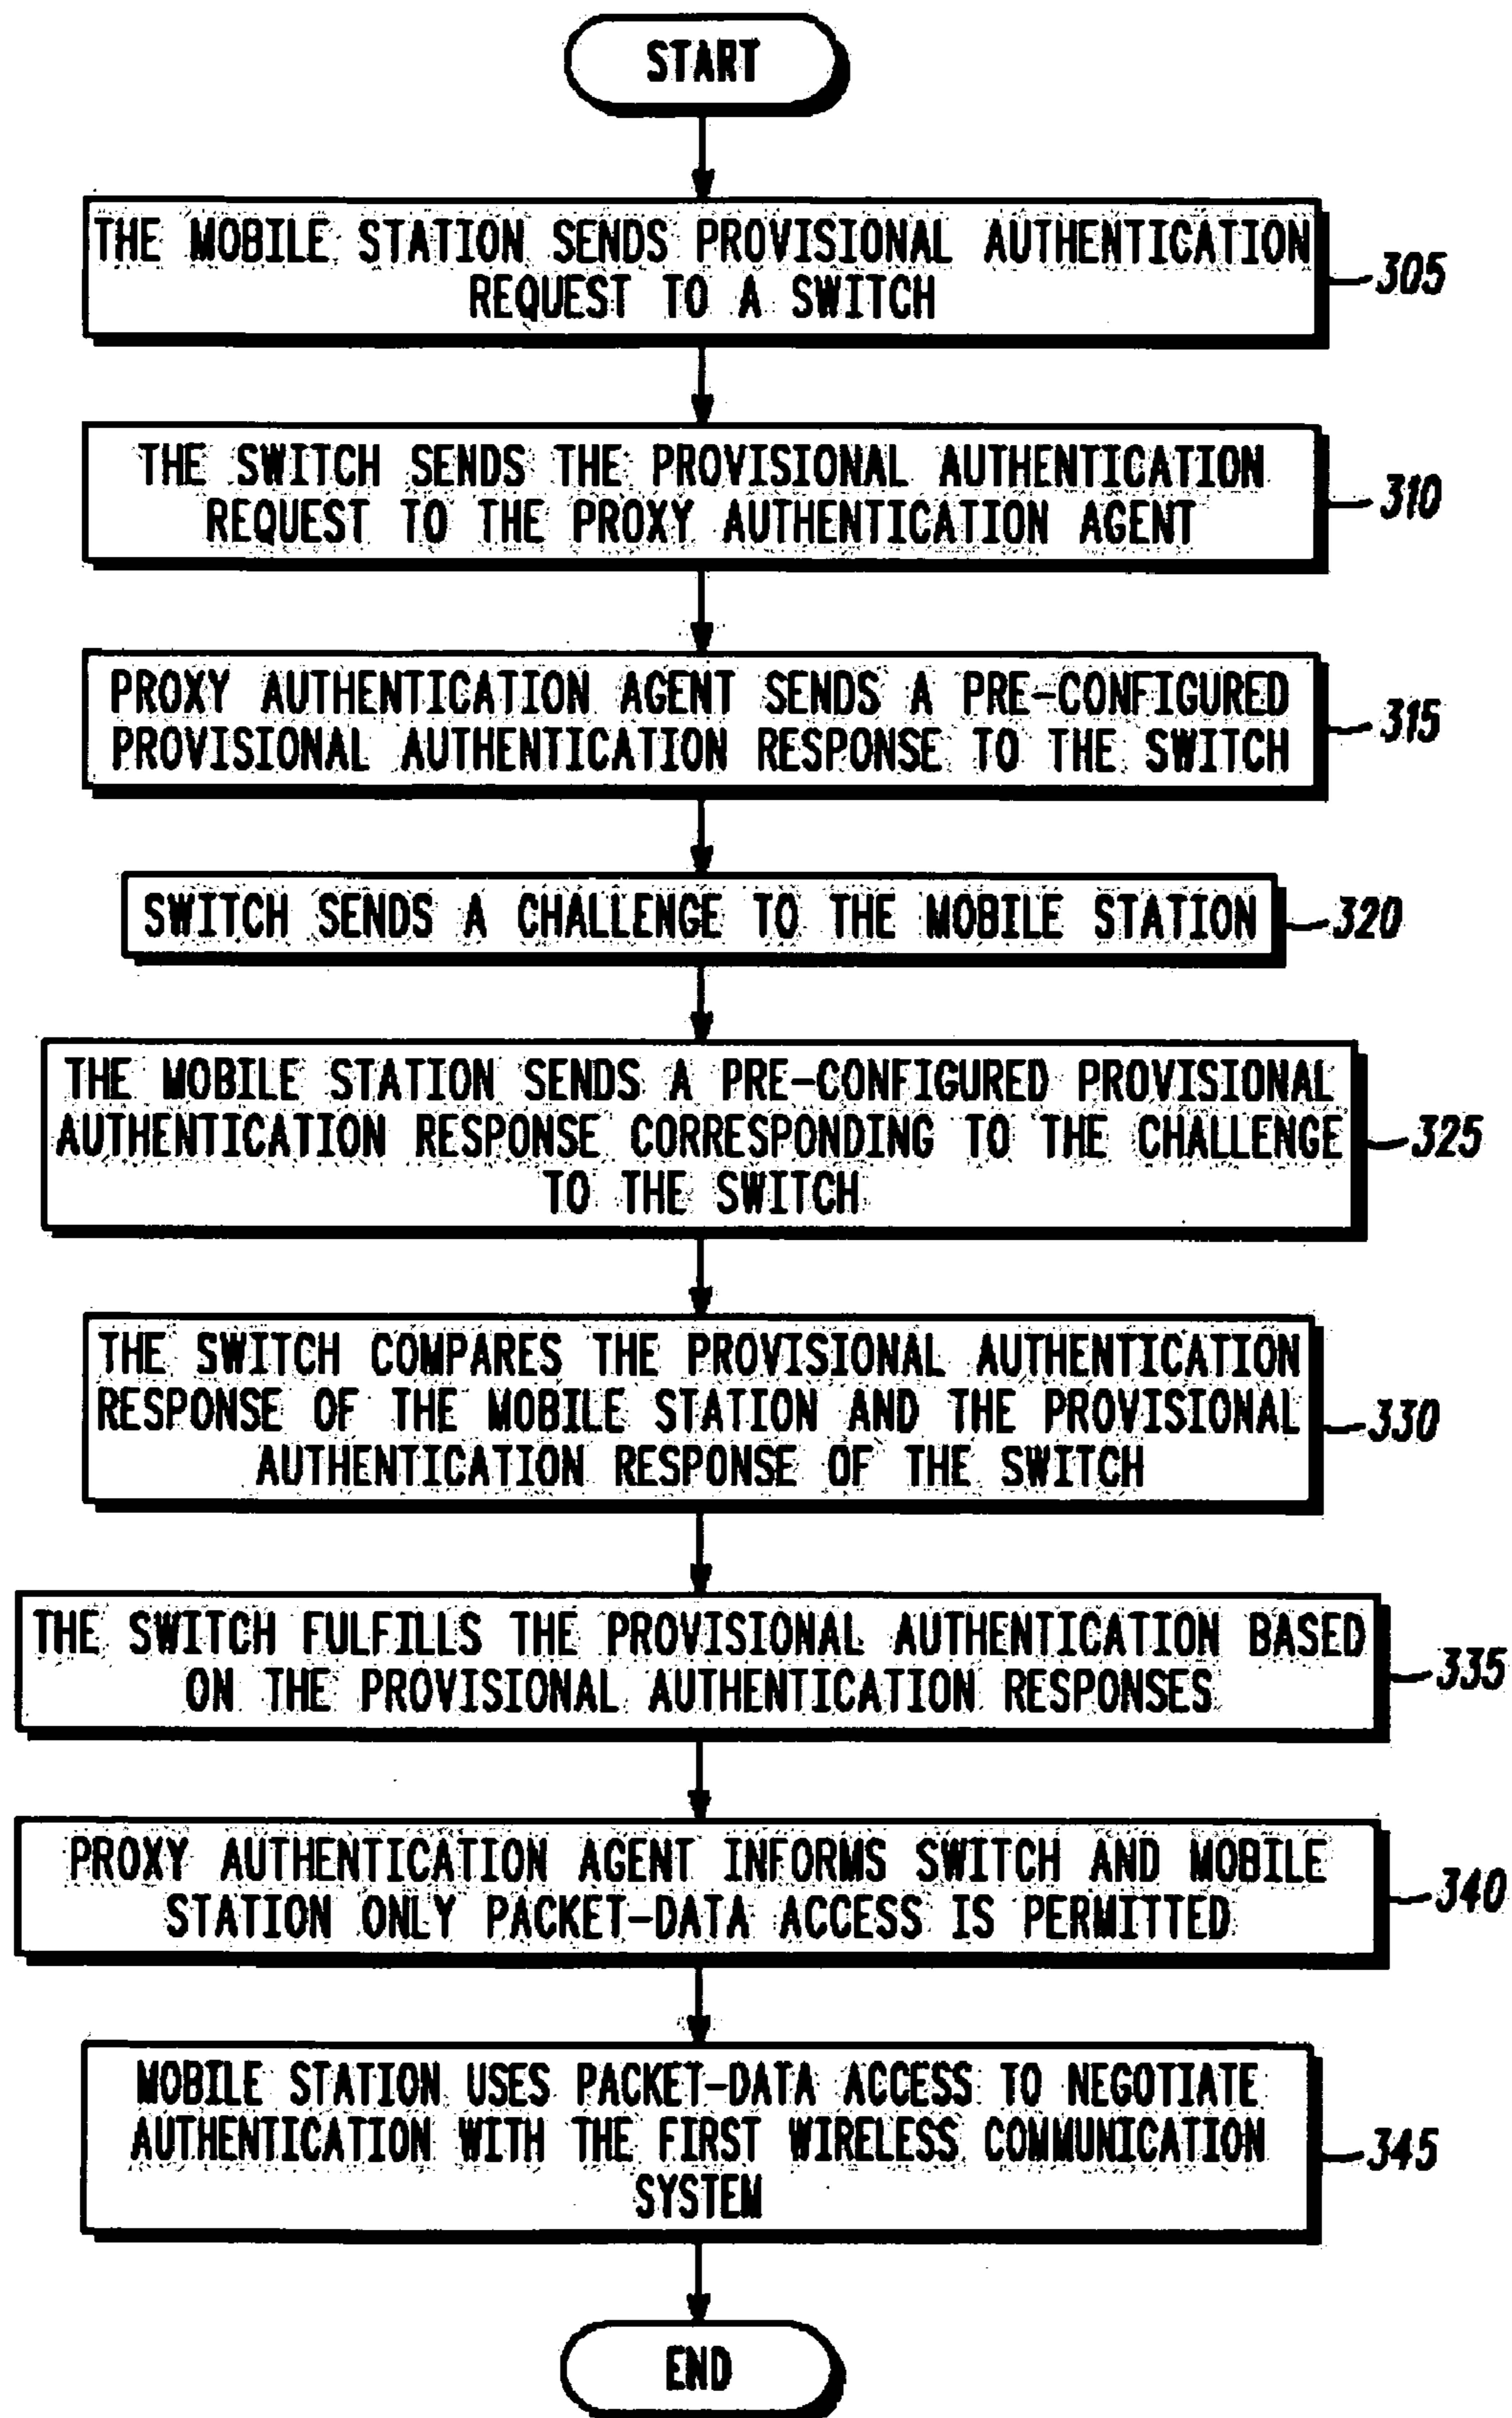 START
THE MOBILE STATION SENDS PROVISIONAL AUTHENTICATION
REQUEST TO A SWITCH
305
THE SWITCH SENDS THE PROVISIONAL AUTHENTICATION
REQUEST TO THE PROXY AUTHENTICATION AGENT
310
PROXY AUTHENTICATION AGENT SENDS A PRE-CONFIGURED
PROVISIONAL AUTHENTICATION RESPONSE TO THE SWITCH
315
SWITCH SENDS A CHALLENGE TO THE MOBILE STATION
320
THE MOBILE STATION SENDS A PRE-CONFIGURED PROVISIONAL
AUTHENTICATION RESPONSE CORRESPONDING TO THE CHALLENGE
TO THE SWITCH
325
THE SWITCH COMPARES THE PROVISIONAL AUTHENTICATION
RESPONSE OF THE MOBILE STATION AND THE PROVISIONAL
AUTHENTICATION RESPONSE OF THE SWITCH
330
THE SWITCH FULFILLS THE PROVISIONAL AUTHENTICATION BASED
ON THE PROVISIONAL AUTHENTICATION RESPONSES
335
PROXY AUTHENTICATION AGENT INFORMS SWITCH AND MOBILE
STATION ONLY PACKET-DATA ACCESS IS PERMITTED
340
MOBILE STATION USES PACKET-DATA ACCESS TO NEGOTIATE
AUTHENTICATION WITH THE FIRST WIRELESS COMMUNICATION
SYSTEM
345
END